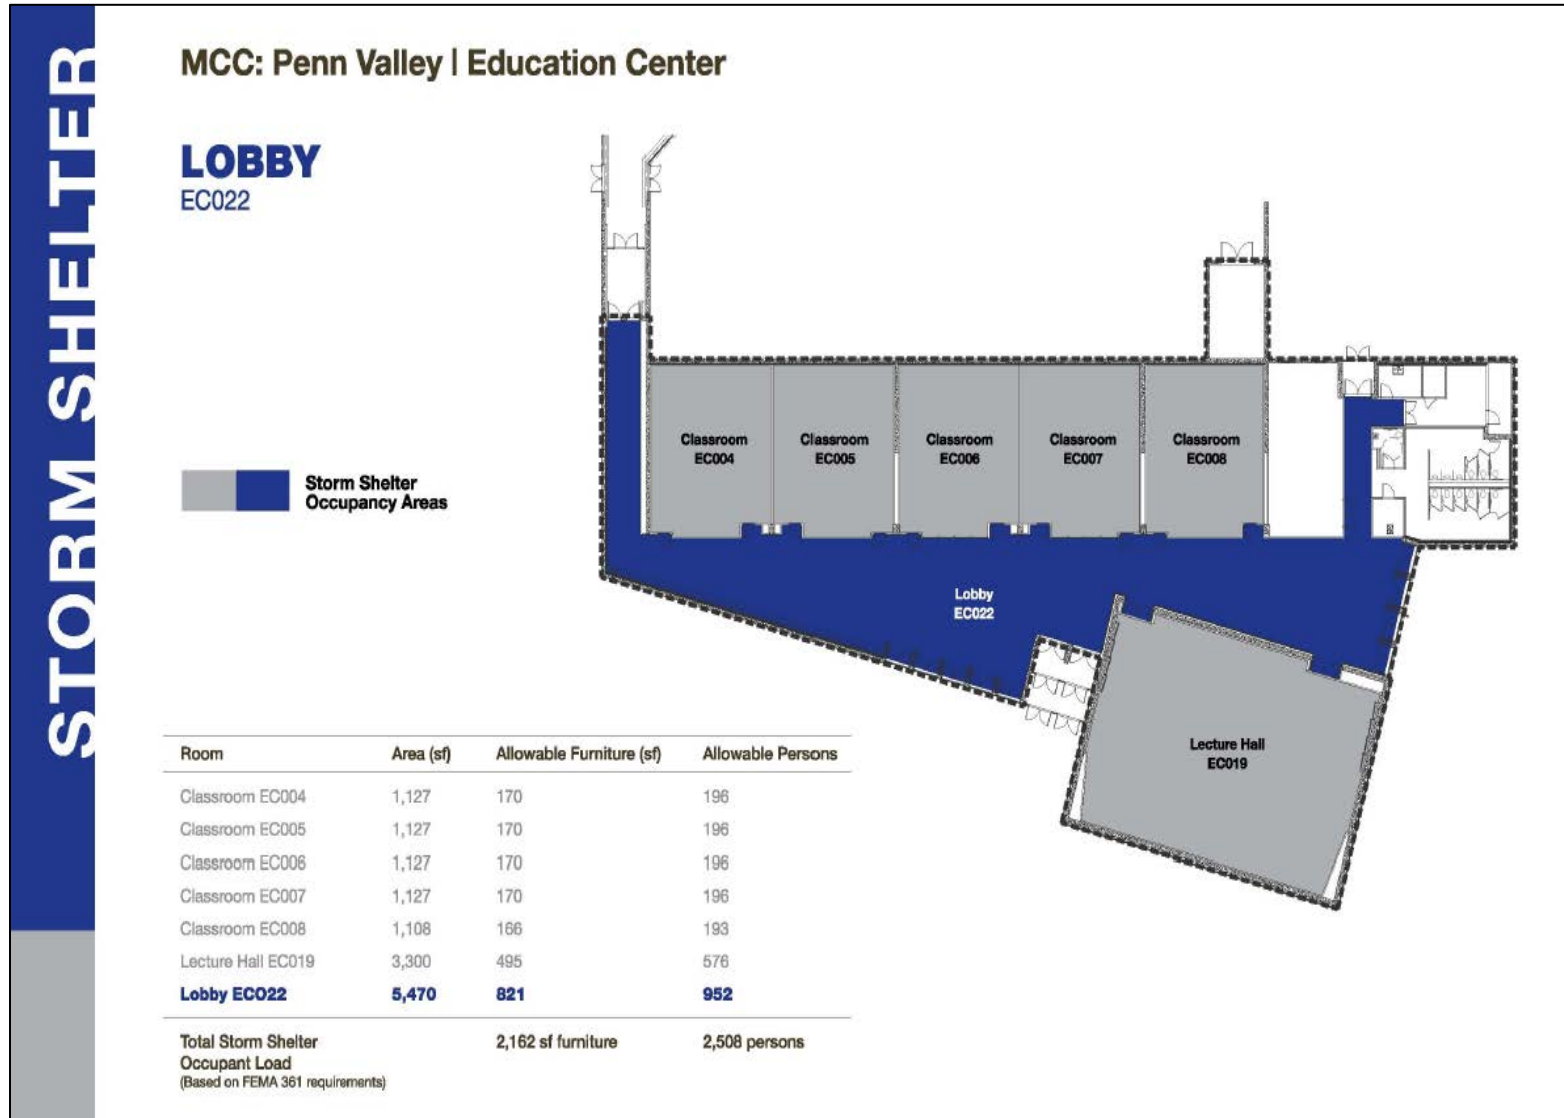 STORM SHELTER
MCC: Penn Valley | Education Center
LOBBY
EC022
Storm Shelter
Occupancy Areas
Classroom
EC004
Classroom
EC005
Classroom
EC006
Classroom
EC007
Classroom
EC008
Lobby
EC022
Lecture Hall
EC019
Room Area (sf) Allowable Furniture (sf) Allowable Persons
Classroom EC004 1,127 170 196
Classroom EC005 1,127 170 196
Classroom EC006 1,127 170 196
Classroom EC007 1,127 170 196
Classroom EC008 1,108 166 193
Lecture Hall EC019 3,300 495 576
Lobby ECO22 5,470 821 952
Total Storm Shelter 2,162 sf furniture 2,508 persons
Occupant Load
(Based on FEMA 361 requirements)